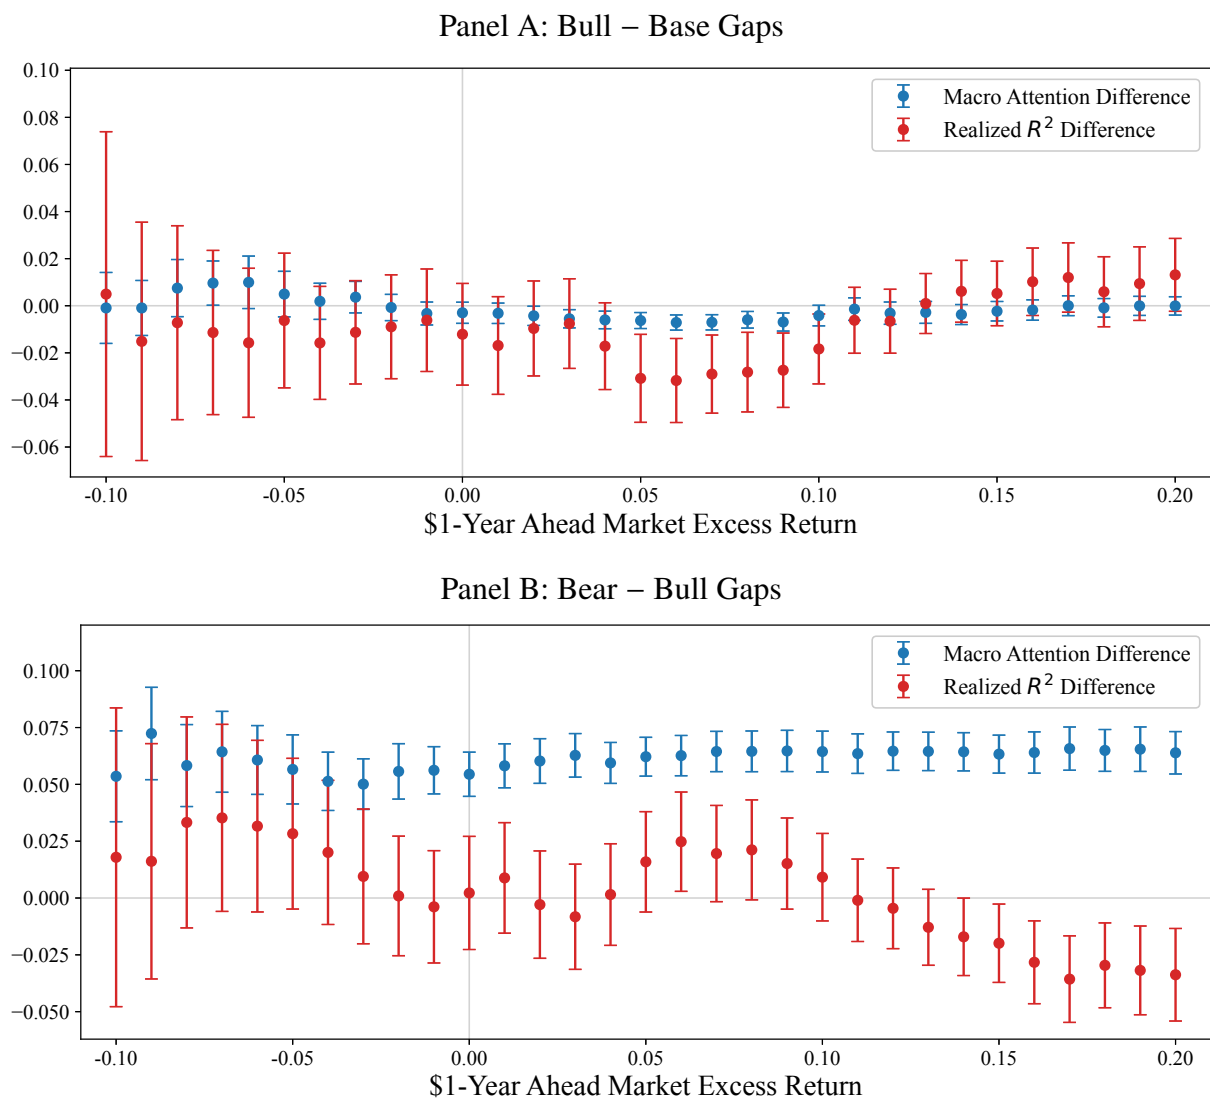 Panel A: Bull − Base Gaps
0.10
0.08
0.06
0.04
0.02
0.00
−0.02
−0.04
−0.06
Macro Attention Difference
Realized R² Difference
-0.10 -0.05 0.00 0.05 0.10 0.15 0.20
$1-Year Ahead Market Excess Return
Panel B: Bear − Bull Gaps
0.100
0.075
0.050
0.025
0.000
−0.025
−0.050
Macro Attention Difference
Realized R² Difference
-0.10 -0.05 0.00 0.05 0.10 0.15 0.20
$1-Year Ahead Market Excess Return